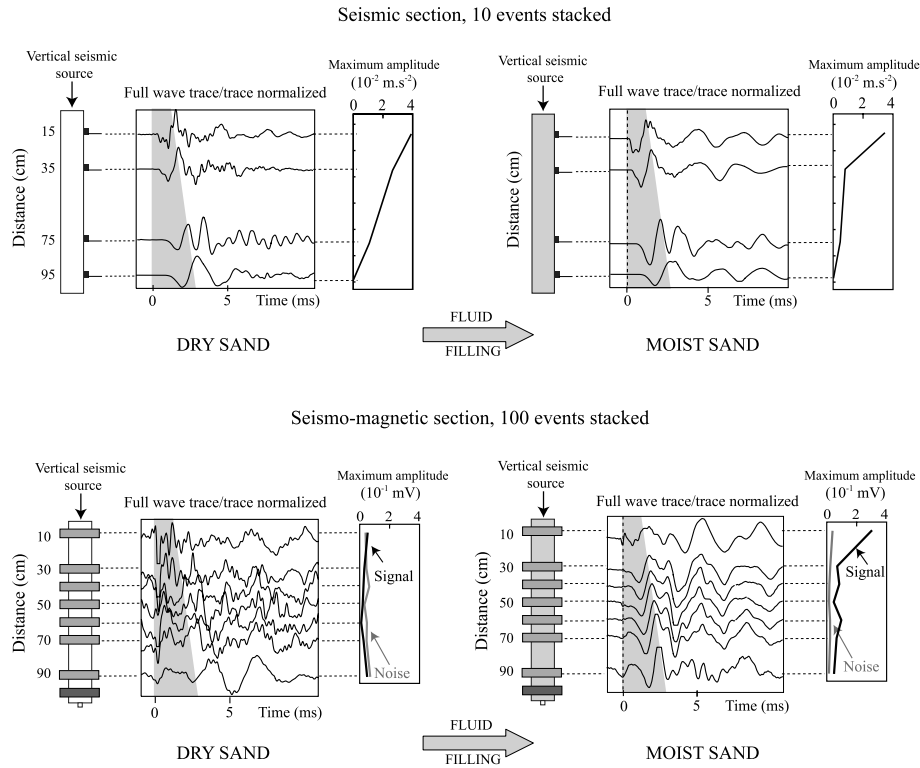 Seismic section, 10 events stacked
Vertical seismic
source
Full wave trace/trace normalized
Maximum amplitude
(10⁻² m.s⁻²)
0 2 4
Distance (cm)
15
35
75
95
0 5 Time (ms)
DRY SAND
FLUID
FILLING
Vertical seismic
source
Full wave trace/trace normalized
Maximum amplitude
(10⁻² m.s⁻²)
0 2 4
Distance (cm)
0 5 Time (ms)
MOIST SAND
Seismo-magnetic section, 100 events stacked
Vertical seismic
source
Full wave trace/trace normalized
Maximum amplitude
(10⁻¹ mV)
0 2 4
Distance (cm)
10
30
50
70
90
Signal
Noise
0 5 Time (ms)
DRY SAND
FLUID
FILLING
Vertical seismic
source
Full wave trace/trace normalized
Maximum amplitude
(10⁻¹ mV)
0 2 4
Distance (cm)
10
30
50
70
90
Signal
Noise
0 5 Time (ms)
MOIST SAND